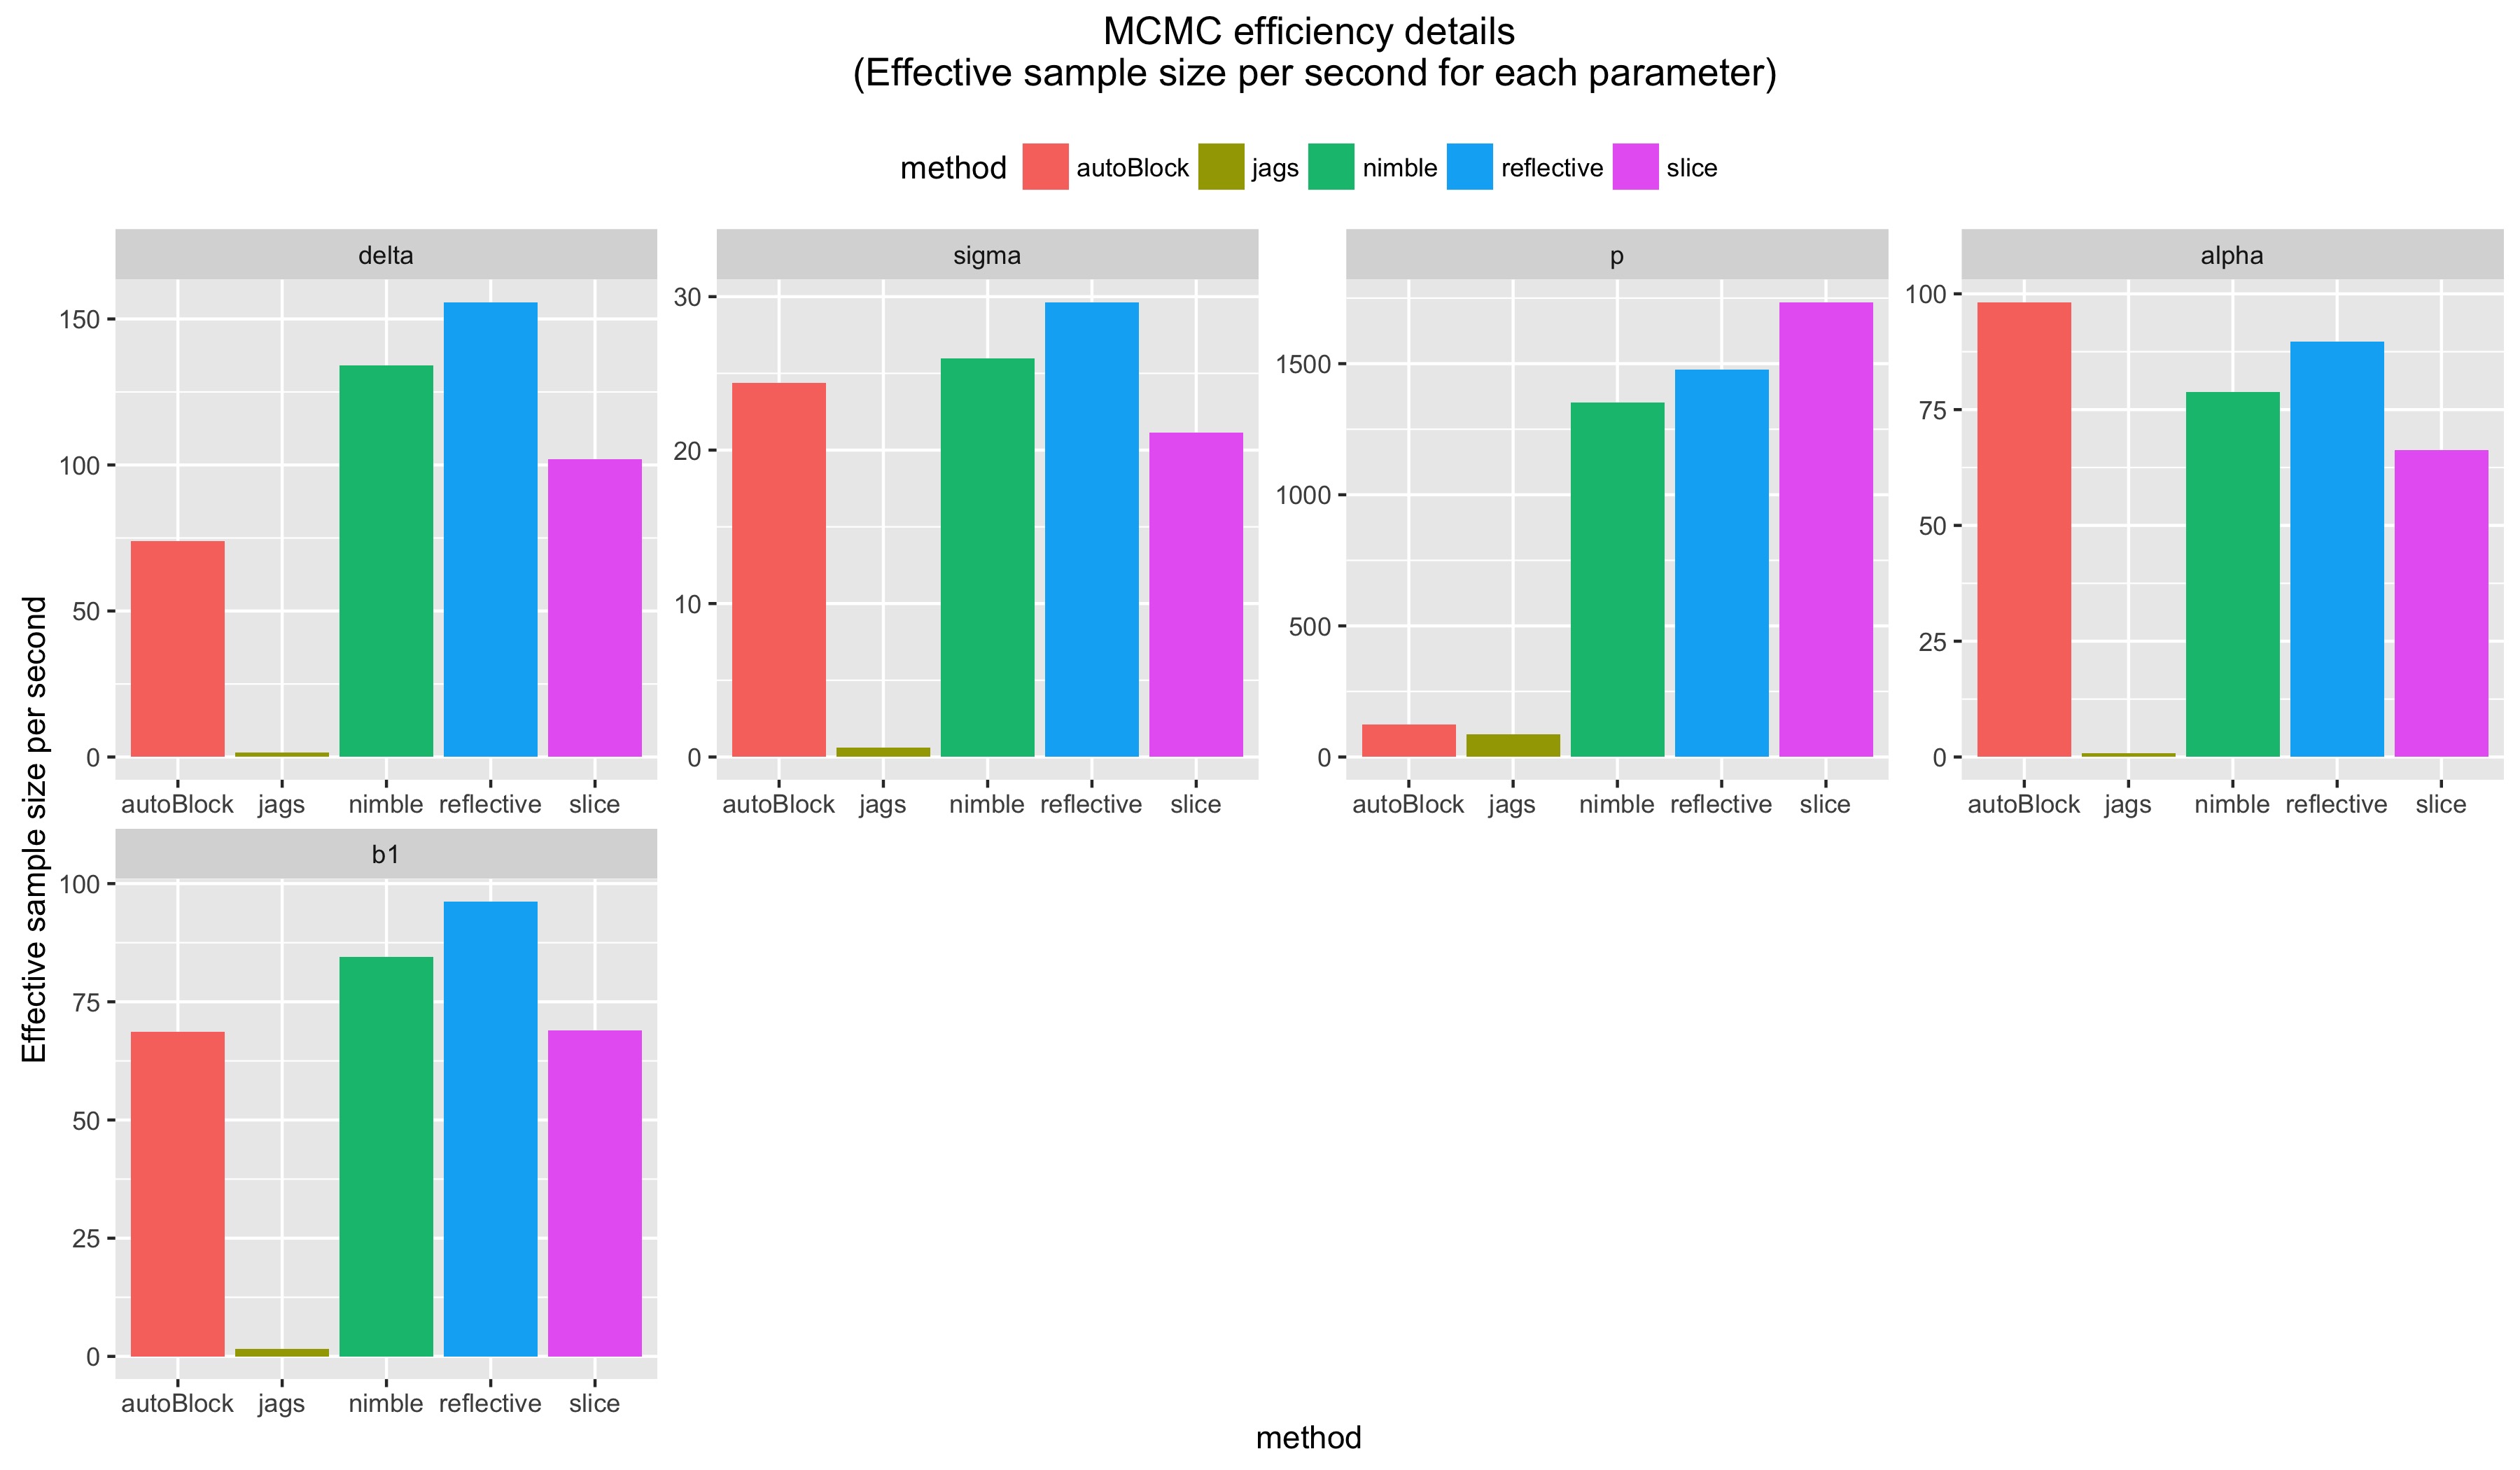 MCMC efficiency details
(Effective sample size per second for each parameter)
method autoBlock jags nimble reflective slice
Effective sample size per second
delta
150
100
50
0
autoBlock jags nimble reflective slice
sigma
30
20
10
0
autoBlock jags nimble reflective slice
p
1500
1000
500
0
autoBlock jags nimble reflective slice
alpha
100
75
50
25
0
autoBlock jags nimble reflective slice
b1
100
75
50
25
0
autoBlock jags nimble reflective slice
method